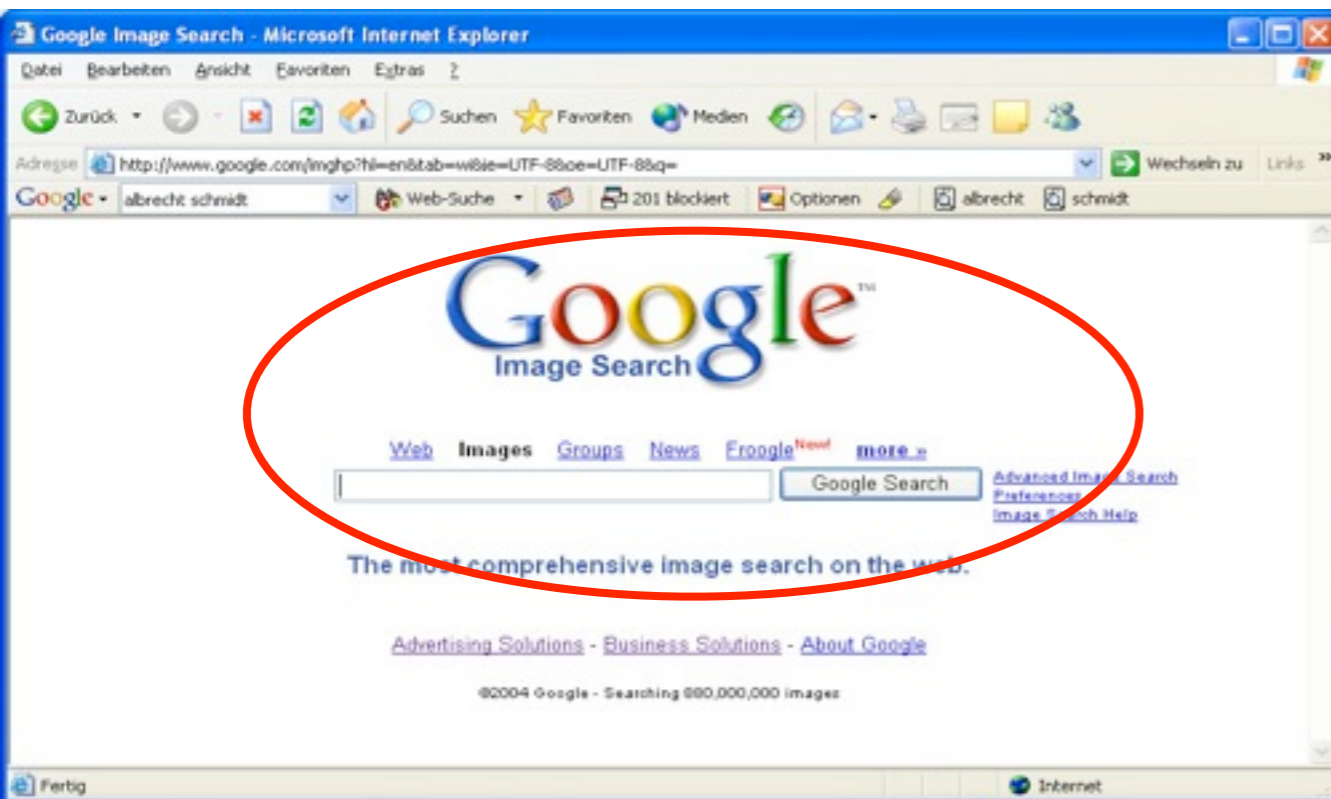 Google Image Search - Microsoft Internet Explorer
Datei Bearbeiten Ansicht Favoriten Extras ?
Zurück Suchen Favoriten Medien
Adresse http://www.google.com/imghp?hl=en&tab=wi&ie=UTF-8&oe=UTF-8&q= Wechseln zu Links »
Google albrecht schmidt Web-Suche 201 blockiert Optionen albrecht schmidt
Google™
Image Search
Web Images Groups News Froogle New! more »
Google Search Advanced Image Search
Preferences
Image Search Help
The most comprehensive image search on the web.
Advertising Solutions - Business Solutions - About Google
©2004 Google - Searching 880,000,000 images
Fertig Internet